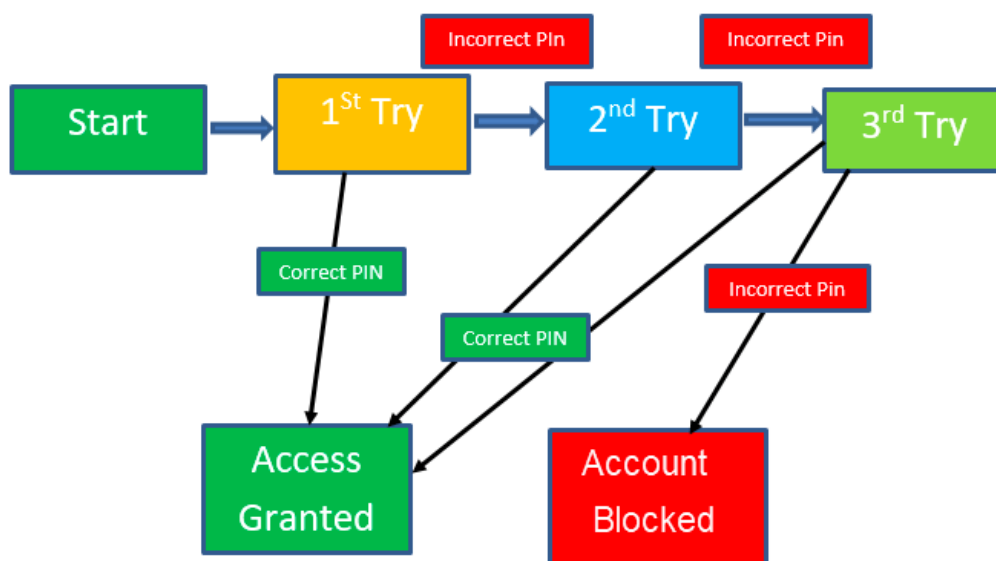 Incorrect PIn
Incorrect Pin
Start
1St Try
2nd Try
3rd Try
Correct PIN
Incorrect Pin
Correct PIN
Access
Granted
Account
Blocked